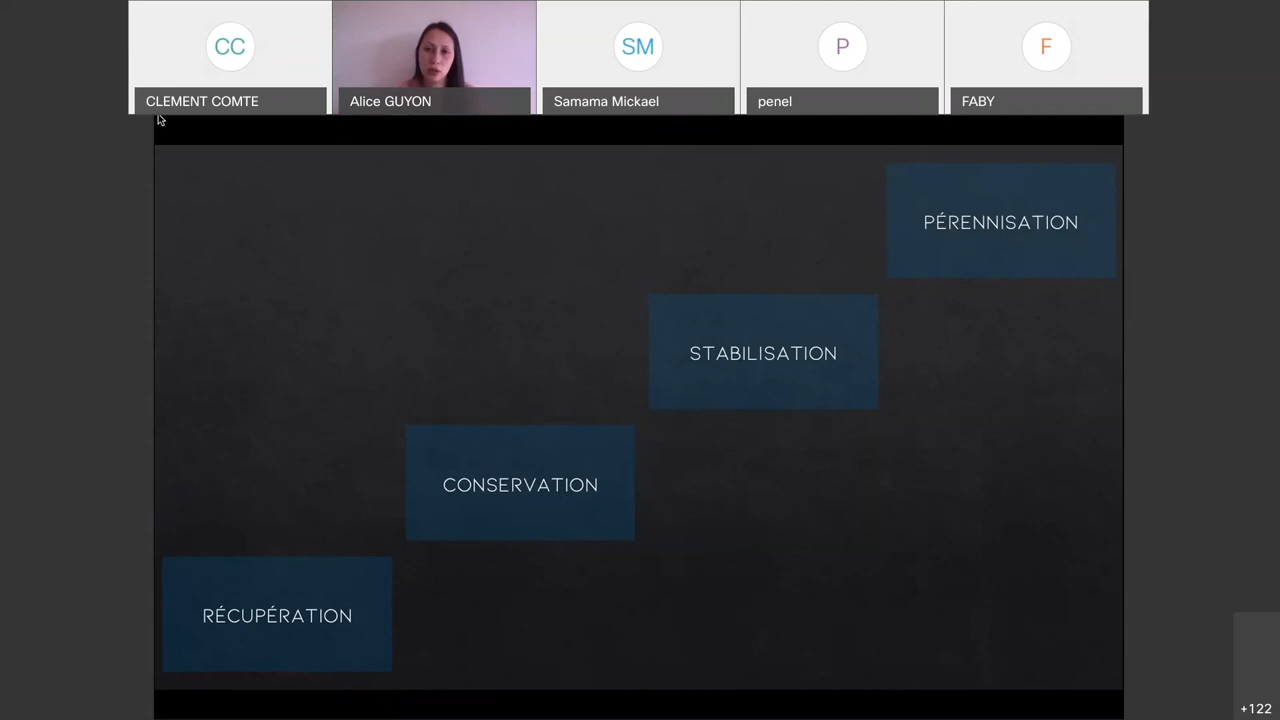 CC
SM
P
F
CLEMENT COMTE
Alice GUYON
Samama Mickael
penel
FABY
PÉRENNISATION
STABILISATION
CONSERVATION
RÉCUPÉRATION
+122